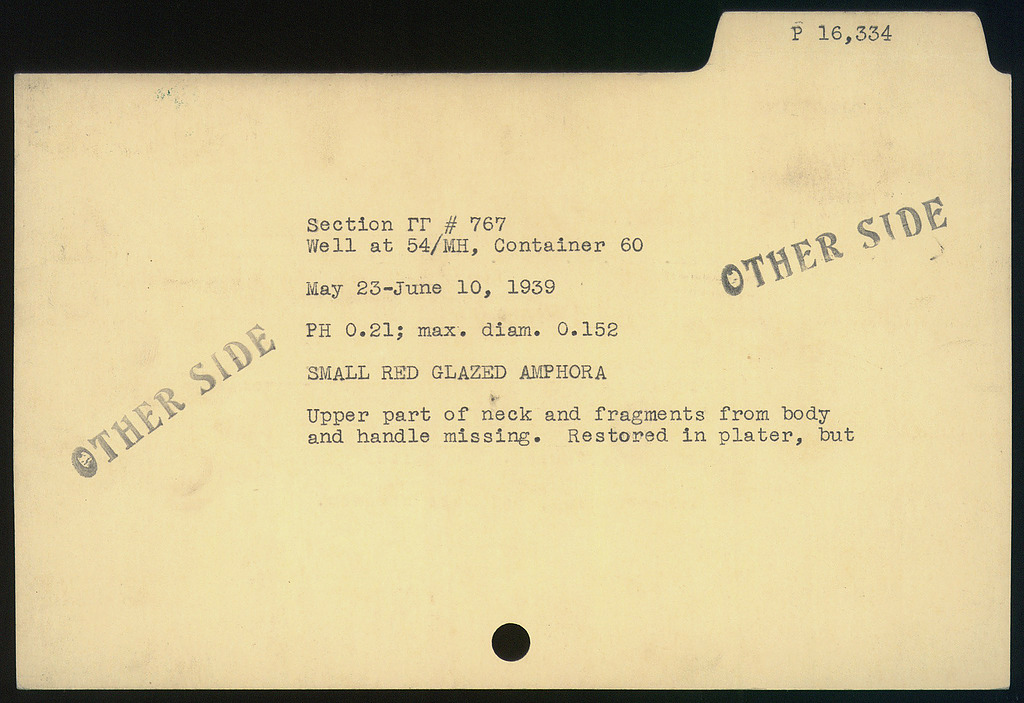 P 16,334
Section ΓΓ # 767
Well at 54/MH, Container 60
May 23-June 10, 1939
PH 0.21; max. diam. 0.152
SMALL RED GLAZED AMPHORA
Upper part of neck and fragments from body
and handle missing. Restored in plater, but
OTHER SIDE
OTHER SIDE